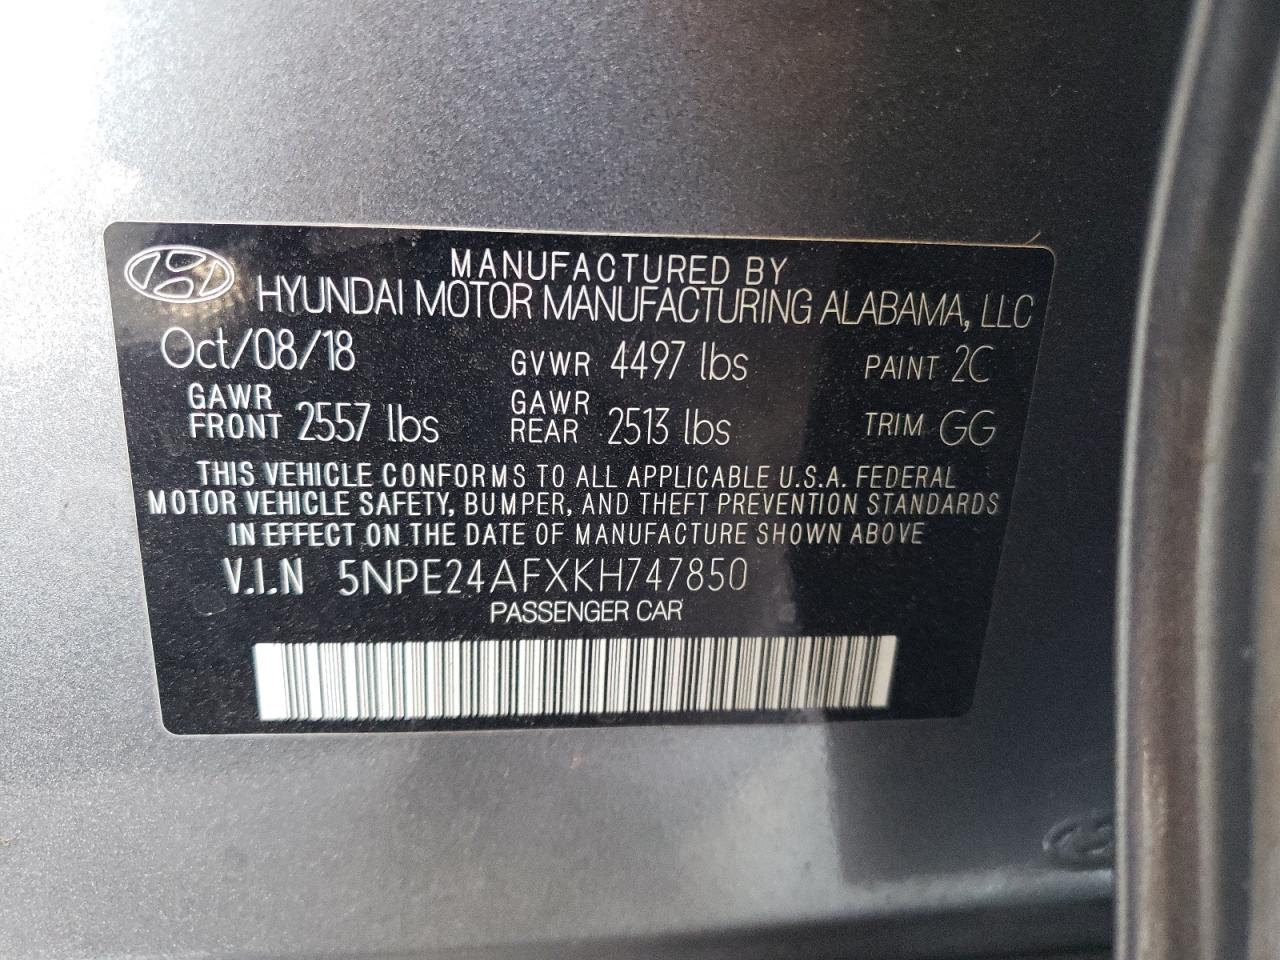 MANUFACTURED BY
HYUNDAI MOTOR MANUFACTURING ALABAMA, LLC
Oct/08/18 GVWR 4497 lbs PAINT 2C
GAWR FRONT 2557 lbs GAWR REAR 2513 lbs TRIM GG
THIS VEHICLE CONFORMS TO ALL APPLICABLE U.S.A. FEDERAL
MOTOR VEHICLE SAFETY, BUMPER, AND THEFT PREVENTION STANDARDS
IN EFFECT ON THE DATE OF MANUFACTURE SHOWN ABOVE
V.I.N 5NPE24AFXKH747850
PASSENGER CAR